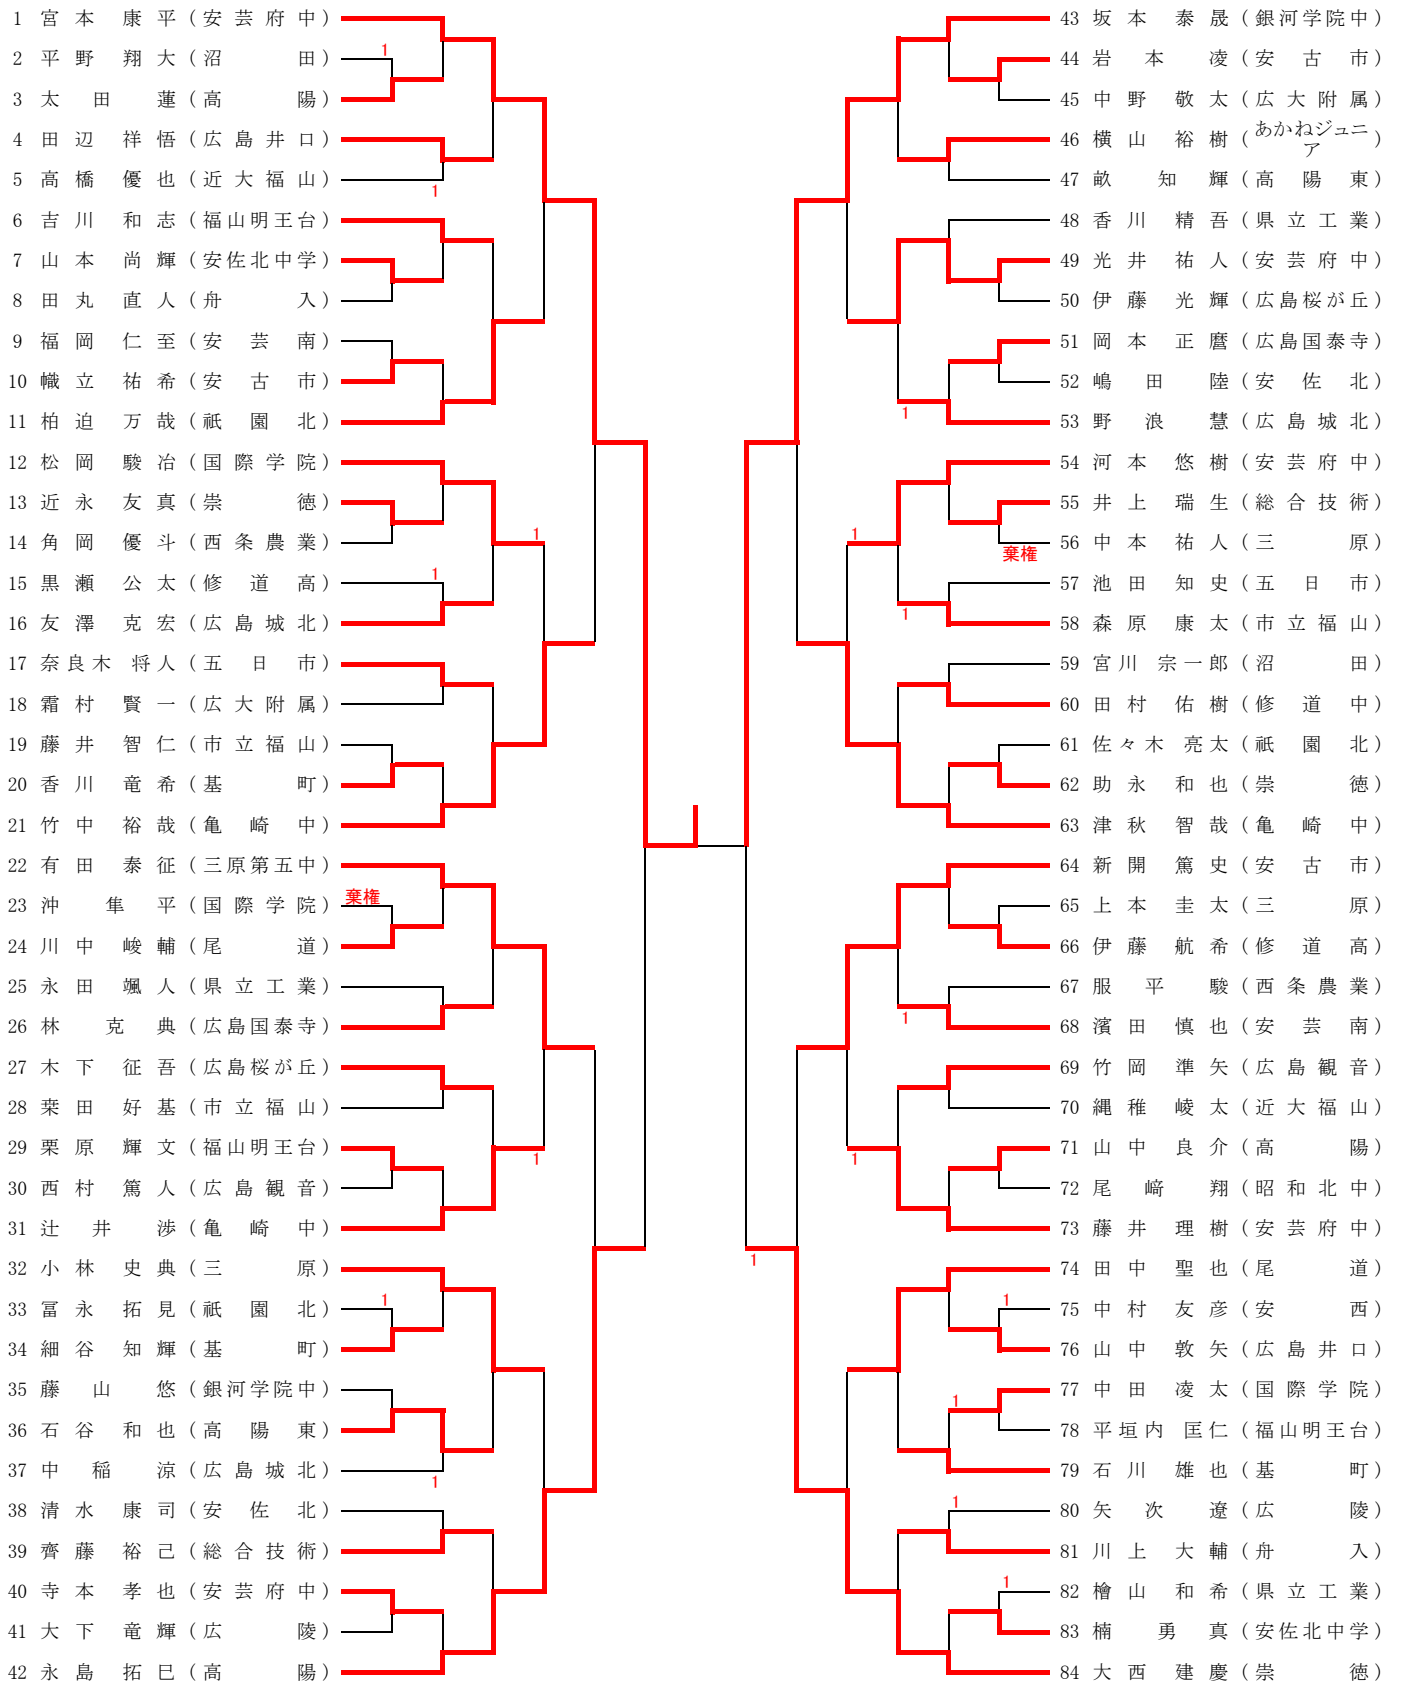 1 宮本 康平 (安芸府中)
2 平野 翔大 (沼田)
1
3 太田 蓮 (高陽)
4 田辺 祥悟 (広島井口)
5 高橋 優也 (近大福山)
1
6 吉川 和志 (福山明王台)
7 山本 尚輝 (安佐北中学)
8 田丸 直人 (舟入)
9 福岡 仁至 (安芸南)
10 幟立 祐希 (安古市)
11 柏迫 万哉 (祇園北)
12 松岡 駿冶 (国際学院)
13 近永 友真 (崇徳)
14 角岡 優斗 (西条農業)
1
15 黒瀬 公太 (修道高)
1
16 友澤 克宏 (広島城北)
17 奈良木 将人 (五日市)
18 霜村 賢一 (広大附属)
19 藤井 智仁 (市立福山)
20 香川 竜希 (基町)
21 竹中 裕哉 (亀崎中)
22 有田 泰征 (三原第五中)
23 沖 隼平 (国際学院)
棄権
24 川中 峻輔 (尾道)
25 永田 颯人 (県立工業)
26 林 克典 (広島国泰寺)
27 木下 征吾 (広島桜が丘)
28 桒田 好基 (市立福山)
29 栗原 輝文 (福山明王台)
1
30 西村 篤人 (広島観音)
31 辻井 渉 (亀崎中)
32 小林 史典 (三原)
33 冨永 拓見 (祇園北)
1
34 細谷 知輝 (基町)
35 藤山 悠 (銀河学院中)
36 石谷 和也 (高陽東)
37 中稲 涼 (広島城北)
1
38 清水 康司 (安佐北)
39 齊藤 裕己 (総合技術)
40 寺本 孝也 (安芸府中)
41 大下 竜輝 (広陵)
42 永島 拓巳 (高陽)
43 坂本 泰晟 (銀河学院中)
44 岩本 凌 (安古市)
45 中野 敬太 (広大附属)
46 横山 裕樹 (あかねジュニア)
47 畝 知輝 (高陽東)
48 香川 精吾 (県立工業)
49 光井 祐人 (安芸府中)
50 伊藤 光輝 (広島桜が丘)
51 岡本 正麿 (広島国泰寺)
52 嶋田 陸 (安佐北)
53 野浪 慧 (広島城北)
1
54 河本 悠樹 (安芸府中)
55 井上 瑞生 (総合技術)
1
56 中本 祐人 (三原)
棄権
57 池田 知史 (五日市)
58 森原 康太 (市立福山)
1
59 宮川 宗一郎 (沼田)
60 田村 佑樹 (修道中)
61 佐々木 亮太 (祇園北)
62 助永 和也 (崇徳)
63 津秋 智哉 (亀崎中)
64 新開 篤史 (安古市)
65 上本 圭太 (三原)
66 伊藤 航希 (修道高)
67 服平 駿 (西条農業)
68 濱田 慎也 (安芸南)
1
69 竹岡 準矢 (広島観音)
70 縄稚 崚太 (近大福山)
71 山中 良介 (高陽)
1
72 尾﨑 翔 (昭和北中)
73 藤井 理樹 (安芸府中)
1
74 田中 聖也 (尾道)
75 中村 友彦 (安西)
1
76 山中 敦矢 (広島井口)
77 中田 凌太 (国際学院)
1
78 平垣内 匡仁 (福山明王台)
79 石川 雄也 (基町)
80 矢次 遼 (広陵)
1
81 川上 大輔 (舟入)
82 檜山 和希 (県立工業)
1
83 楠 勇真 (安佐北中学)
84 大西 建慶 (崇徳)